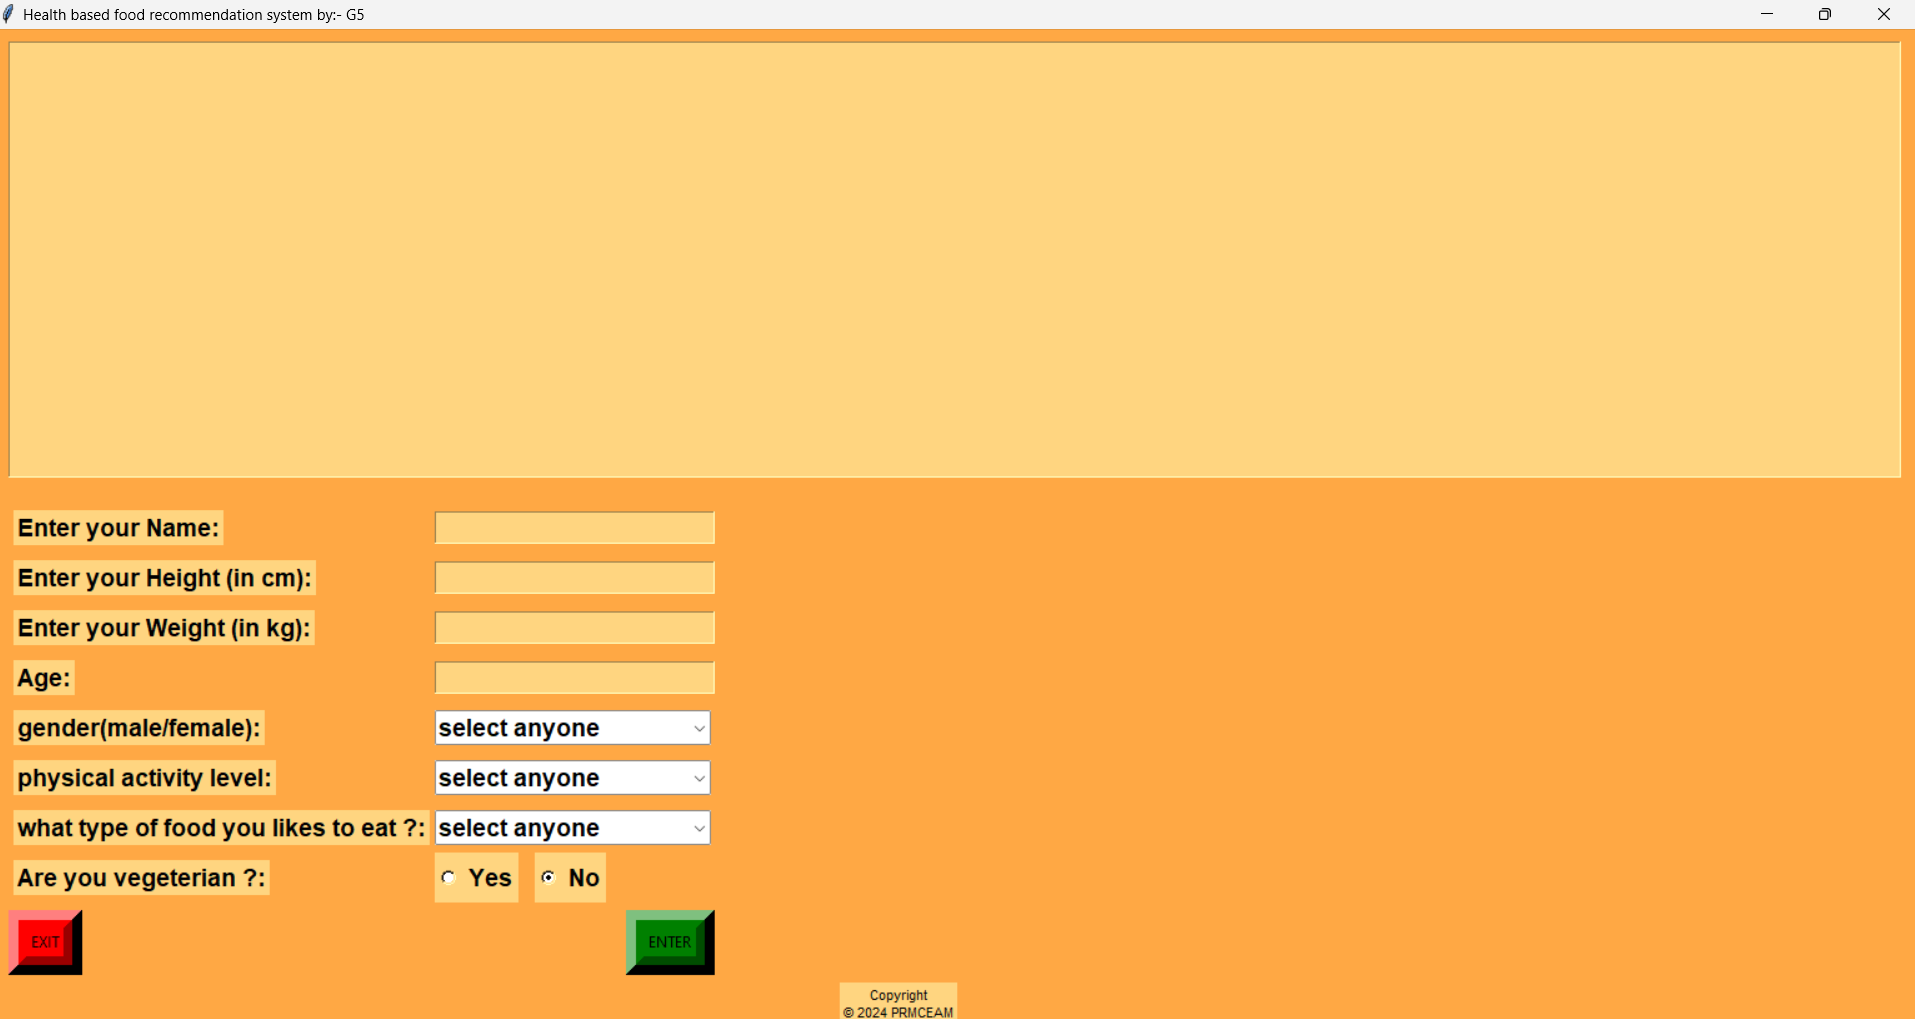 Health based food recommendation system by:- G5
Enter your Name:
Enter your Height (in cm):
Enter your Weight (in kg):
Age:
gender(male/female): select anyone
physical activity level: select anyone
what type of food you likes to eat ?: select anyone
Are you vegeterian ?: Yes No
EXIT ENTER
Copyright
© 2024 PRMCEAM